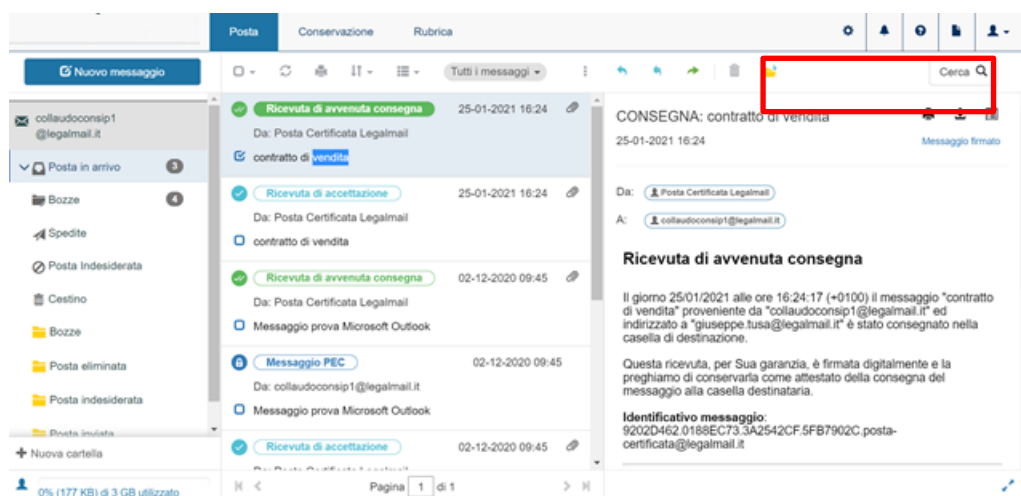 Posta Conservazione Rubrica
Nuovo messaggio
Tutti i messaggi
Cerca
collaudoconsip1
@legalmail.it
Posta in arrivo 3
Bozze 4
Spedite
Posta Indesiderata
Cestino
Bozze
Posta eliminata
Posta indesiderata
Posta inviata
Nuova cartella
0% (177 KB) di 3 GB utilizzato
Ricevuta di avvenuta consegna 25-01-2021 16:24
Da: Posta Certificata Legalmail
contratto di vendita
Ricevuta di accettazione 25-01-2021 16:24
Da: Posta Certificata Legalmail
contratto di vendita
Ricevuta di avvenuta consegna 02-12-2020 09:45
Da: Posta Certificata Legalmail
Messaggio prova Microsoft Outlook
Messaggio PEC 02-12-2020 09:45
Da: collaudoconsip1@legalmail.it
Messaggio prova Microsoft Outlook
Ricevuta di accettazione 02-12-2020 09:45
Da: Posta Certificata Legalmail
Pagina 1 di 1
CONSEGNA: contratto di vendita
25-01-2021 16:24 Messaggio firmato
Da: Posta Certificata Legalmail
A: collaudoconsip1@legalmail.it
Ricevuta di avvenuta consegna
Il giorno 25/01/2021 alle ore 16:24:17 (+0100) il messaggio "contratto
di vendita" proveniente da "collaudoconsip1@legalmail.it" ed
indirizzato a "giuseppe.tusa@legalmail.it" è stato consegnato nella
casella di destinazione.
Questa ricevuta, per Sua garanzia, è firmata digitalmente e la
preghiamo di conservarla come attestato della consegna del
messaggio alla casella destinataria.
Identificativo messaggio:
9202D462.0188EC73.3A2542CF.5FB7902C.posta-
certificata@legalmail.it